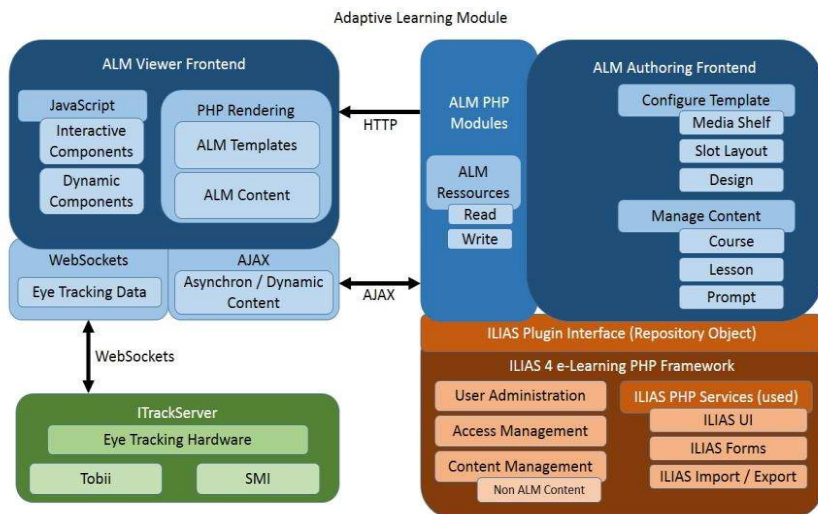 Adaptive Learning Module
ALM Viewer Frontend
JavaScript
Interactive
Components
Dynamic
Components
PHP Rendering
ALM Templates
ALM Content
WebSockets
Eye Tracking Data
AJAX
Asynchron / Dynamic
Content
HTTP
AJAX
WebSockets
ALM PHP
Modules
ALM
Ressources
Read
Write
ALM Authoring Frontend
Configure Template
Media Shelf
Slot Layout
Design
Manage Content
Course
Lesson
Prompt
ILIAS Plugin Interface (Repository Object)
ILIAS 4 e-Learning PHP Framework
User Administration
Access Management
Content Management
Non ALM Content
ILIAS PHP Services (used)
ILIAS UI
ILIAS Forms
ILIAS Import / Export
ITrackServer
Eye Tracking Hardware
Tobii
SMI